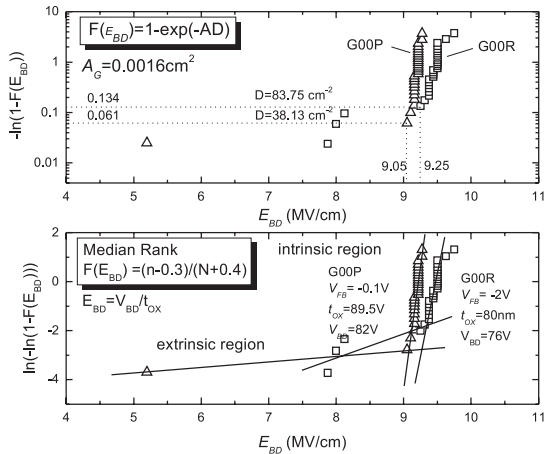 F(E_BD)=1-exp(-AD)
A_G=0.0016cm²
G00P
G00R
0.134
D=83.75 cm⁻²
0.061
D=38.13 cm⁻²
9.05
9.25
-ln(1-F(E_BD))
10
1
0.1
0.01
4 5 6 7 8 9 10
E_BD (MV/cm)
Median Rank
F(E_BD) =(n-0.3)/(N+0.4)
E_BD=V_BD/t_OX
intrinsic region
G00P
V_FB= -0.1V
t_OX= 89.5V
V_BD= 82V
G00R
V_FB= -2V
t_OX=80nm
V_BD=76V
extrinsic region
ln(-ln(1-F(E_BD)))
2
0
-2
-4
4 5 6 7 8 9 10
E_BD (MV/cm)